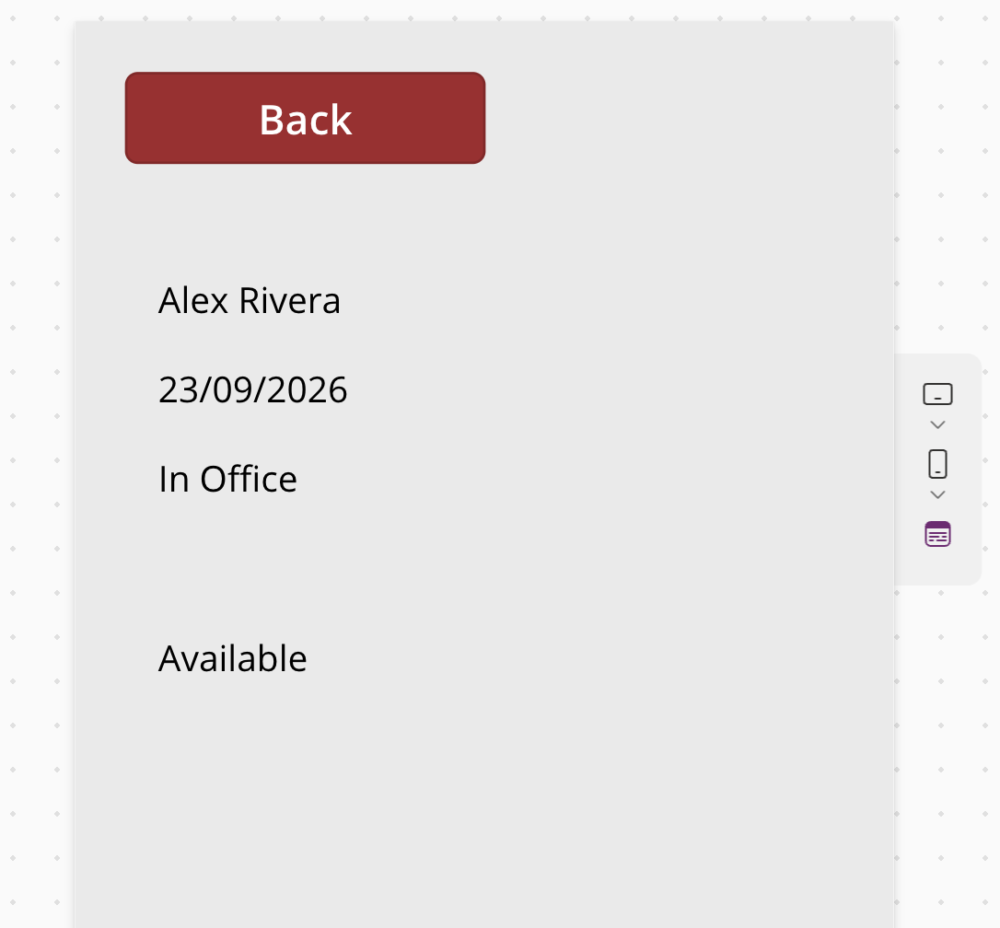 Back
Alex Rivera
23/09/2026
In Office
Available